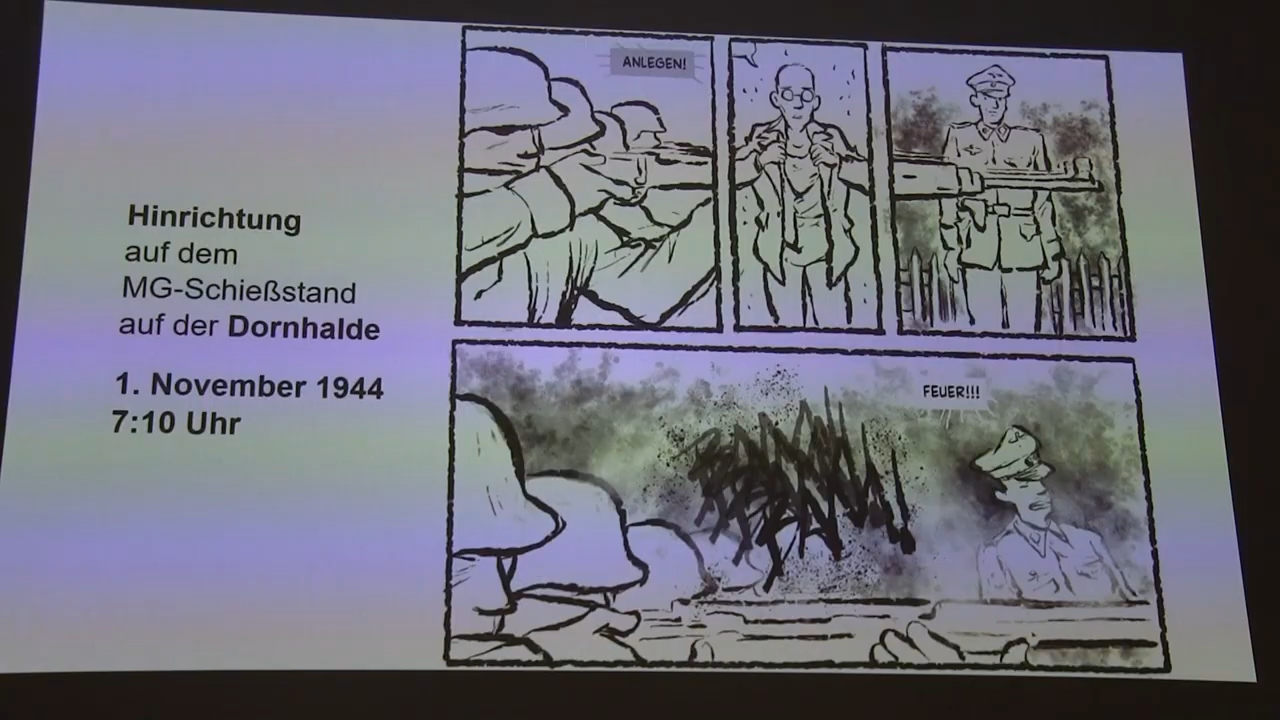 Hinrichtung
auf dem
MG-Schießstand
auf der Dornhalde
1. November 1944
7:10 Uhr
ANLEGEN!
FEUER!!!